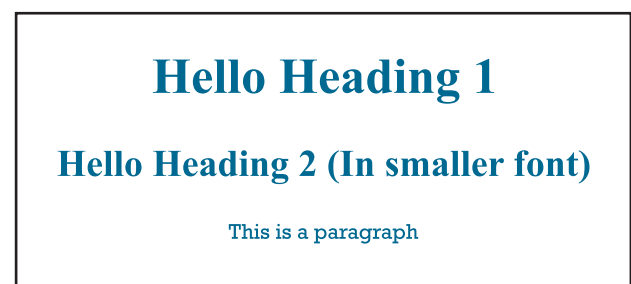 Hello Heading 1
Hello Heading 2 (In smaller font)
This is a paragraph